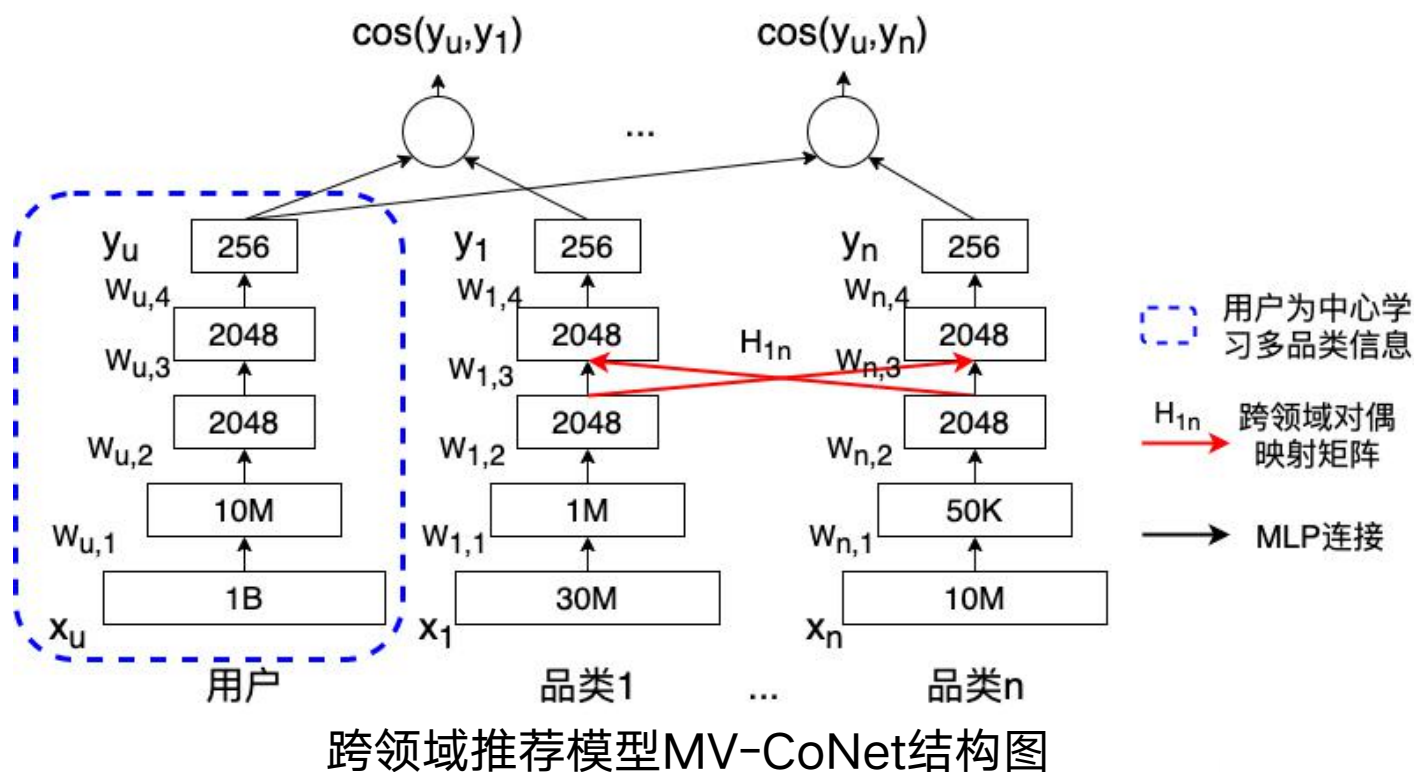 cos(yu,y1) cos(yu,yn)
...
yu 256 y1 256 yn 256
Wu,4 W1,4 Wn,4
2048 2048 2048
Wu,3 W1,3 H1n Wn,3
2048 2048 2048
Wu,2 W1,2 Wn,2
10M 1M 50K
Wu,1 W1,1 Wn,1
1B 30M 10M
xu x1 xn
用户 品类1 ... 品类n
用户为中心学
习多品类信息
H1n 跨领域对偶
映射矩阵
MLP连接
跨领域推荐模型MV-CoNet结构图